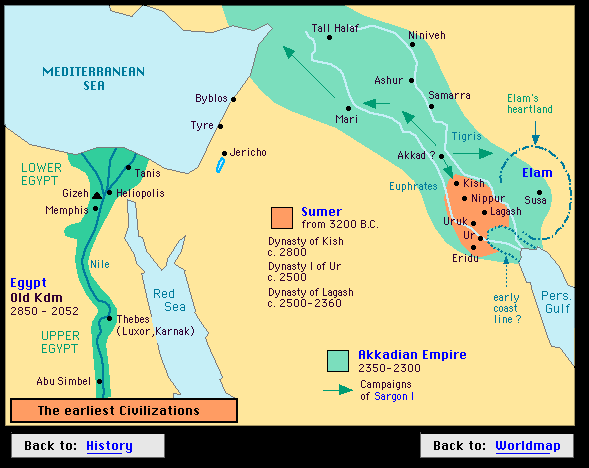 Tall Halaf
Niniveh
MEDITERRANEAN
SEA
Ashur
Samarra
Byblos
Mari
Elam's
heartland
Tyre
Tigris
Jericho
Akkad ?
LOWER
EGYPT
Tanis
Elam
Gizeh
Heliopolis
Euphrates
Kish
Nippur
Susa
Memphis
Sumer
from 3200 B.C.
Lagash
Uruk
Ur
Dynasty of Kish
c. 2800
Eridu
Nile
Dynasty I of Ur
c. 2500
Egypt
Old Kdm
2850 - 2052
Red
Sea
Dynasty of Lagash
c. 2500-2360
early
coast
line ?
Pers.
Gulf
Thebes
(Luxor,Karnak)
UPPER
EGYPT
Akkadian Empire
2350-2300
Abu Simbel
Campaigns
of Sargon I
The earliest Civilizations
Back to: History
Back to: Worldmap